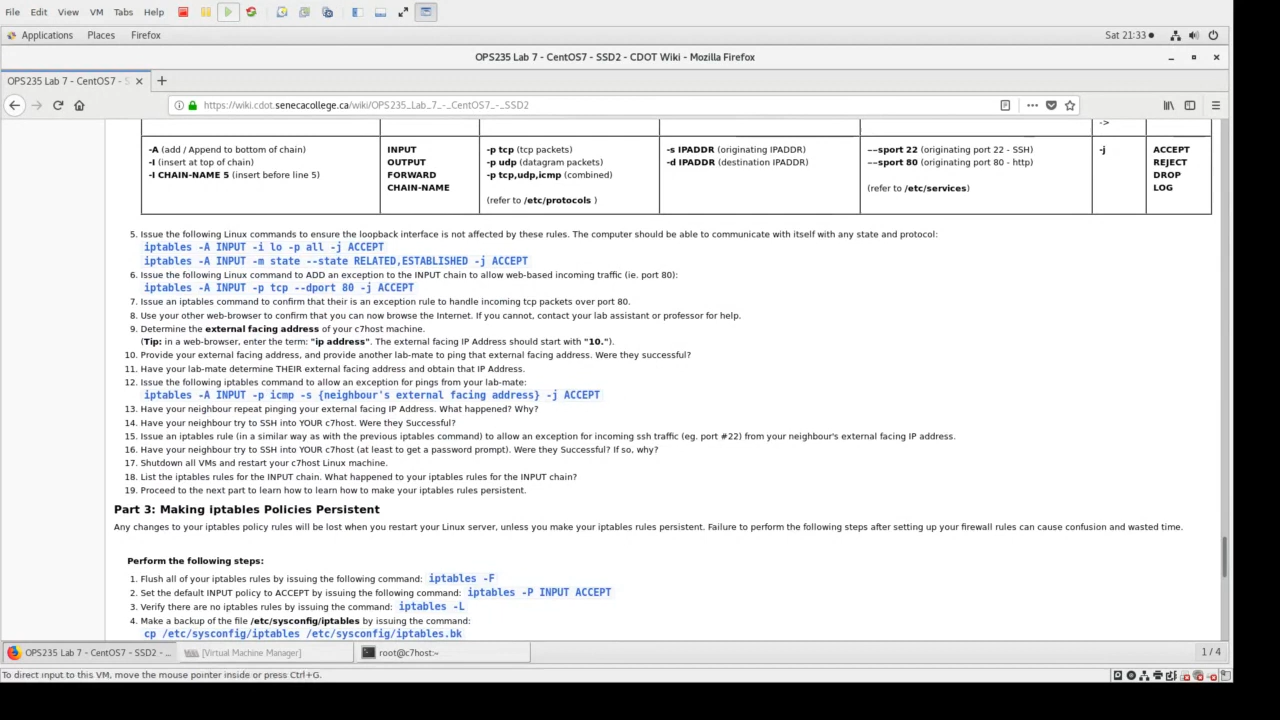 File Edit View VM Tabs Help
Applications Places Firefox Sat 21:33
OPS235 Lab 7 - CentOS7 - SSD2 - CDOT Wiki - Mozilla Firefox
OPS235 Lab 7 - CentOS7 - S
https://wiki.cdot.senecacollege.ca/wiki/OPS235_Lab_7_-_CentOS7_-_SSD2
->
-A (add / Append to bottom of chain)
-I (insert at top of chain)
-I CHAIN-NAME 5 (insert before line 5)
INPUT
OUTPUT
FORWARD
CHAIN-NAME
-p tcp (tcp packets)
-p udp (datagram packets)
-p tcp,udp,icmp (combined)
(refer to /etc/protocols )
-s IPADDR (originating IPADDR)
-d IPADDR (destination IPADDR)
--sport 22 (originating port 22 - SSH)
--sport 80 (originating port 80 - http)
(refer to /etc/services)
-j
ACCEPT
REJECT
DROP
LOG
5. Issue the following Linux commands to ensure the loopback interface is not affected by these rules. The computer should be able to communicate with itself with any state and protocol:
iptables -A INPUT -i lo -p all -j ACCEPT
iptables -A INPUT -m state --state RELATED,ESTABLISHED -j ACCEPT
6. Issue the following Linux command to ADD an exception to the INPUT chain to allow web-based incoming traffic (ie. port 80):
iptables -A INPUT -p tcp --dport 80 -j ACCEPT
7. Issue an iptables command to confirm that their is an exception rule to handle incoming tcp packets over port 80.
8. Use your other web-browser to confirm that you can now browse the Internet. If you cannot, contact your lab assistant or professor for help.
9. Determine the external facing address of your c7host machine.
(Tip: in a web-browser, enter the term: "ip address". The external facing IP Address should start with "10.").
10. Provide your external facing address, and provide another lab-mate to ping that external facing address. Were they successful?
11. Have your lab-mate determine THEIR external facing address and obtain that IP Address.
12. Issue the following iptables command to allow an exception for pings from your lab-mate:
iptables -A INPUT -p icmp -s {neighbour's external facing address} -j ACCEPT
13. Have your neighbour repeat pinging your external facing IP Address. What happened? Why?
14. Have your neighbour try to SSH into YOUR c7host. Were they Successful?
15. Issue an iptables rule (in a similar way as with the previous iptables command) to allow an exception for incoming ssh traffic (eg. port #22) from your neighbour's external facing IP address.
16. Have your neighbour try to SSH into YOUR c7host (at least to get a password prompt). Were they Successful? If so, why?
17. Shutdown all VMs and restart your c7host Linux machine.
18. List the iptables rules for the INPUT chain. What happened to your iptables rules for the INPUT chain?
19. Proceed to the next part to learn how to learn how to make your iptables rules persistent.
Part 3: Making iptables Policies Persistent
Any changes to your iptables policy rules will be lost when you restart your Linux server, unless you make your iptables rules persistent. Failure to perform the following steps after setting up your firewall rules can cause confusion and wasted time.
Perform the following steps:
1. Flush all of your iptables rules by issuing the following command: iptables -F
2. Set the default INPUT policy to ACCEPT by issuing the following command: iptables -P INPUT ACCEPT
3. Verify there are no iptables rules by issuing the command: iptables -L
4. Make a backup of the file /etc/sysconfig/iptables by issuing the command:
cp /etc/sysconfig/iptables /etc/sysconfig/iptables.bk
OPS235 Lab 7 - CentOS7 - SSD2 - ... [Virtual Machine Manager] root@c7host:~ 1 / 4
To direct input to this VM, move the mouse pointer inside or press Ctrl+G.